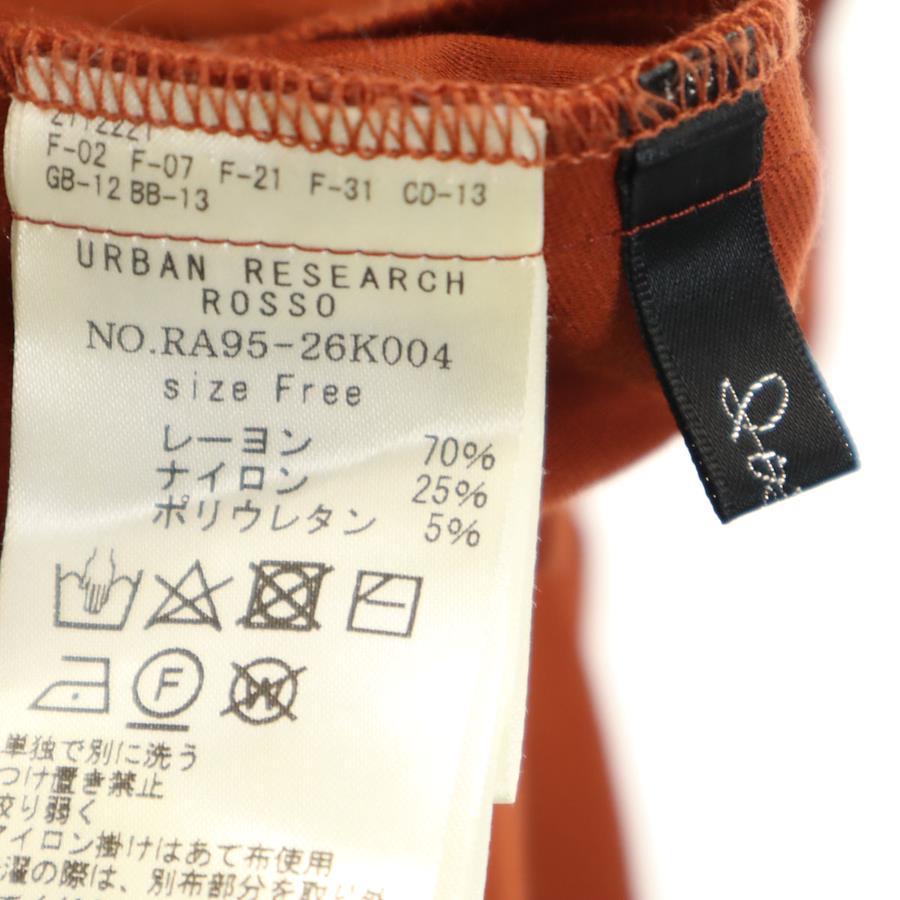 2112221
F-02 F-07 F-21 F-31 CD-13
GB-12 BB-13
URBAN RESEARCH
ROSSO
NO.RA95-26K004
size Free
レーヨン 70%
ナイロン 25%
ポリウレタン 5%
F
W
単独で別に洗う
つけ置き禁止
絞り弱く
アイロン掛けはあて布使用
濯の際は、別布部分を取り外